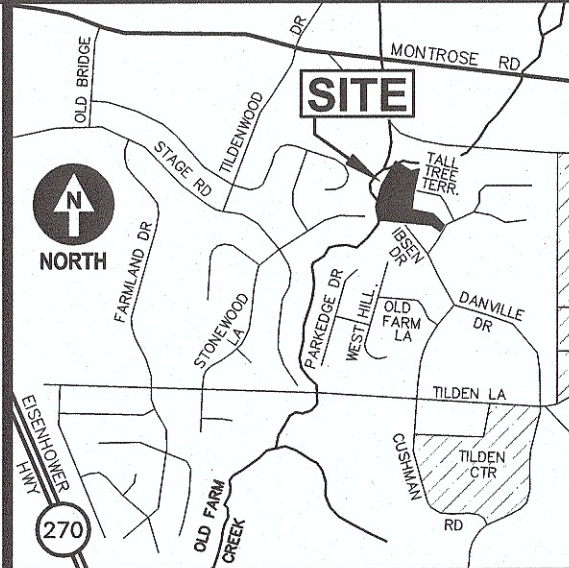 MONTROSE RD
OLD BRIDGE
TILDENWOOD
DR
SITE
STAGE RD
TALL
TREE
TERR.
N
NORTH
IBSEN
DR
FARMLAND DR
STONEWOOD
LA
PARKEDGE DR
WEST HILL
OLD
FARM
LA
DANVILLE
DR
TILDEN LA
EISENHOWER
HWY
270
CUSHMAN
RD
TILDEN
CTR
OLD FARM
CREEK